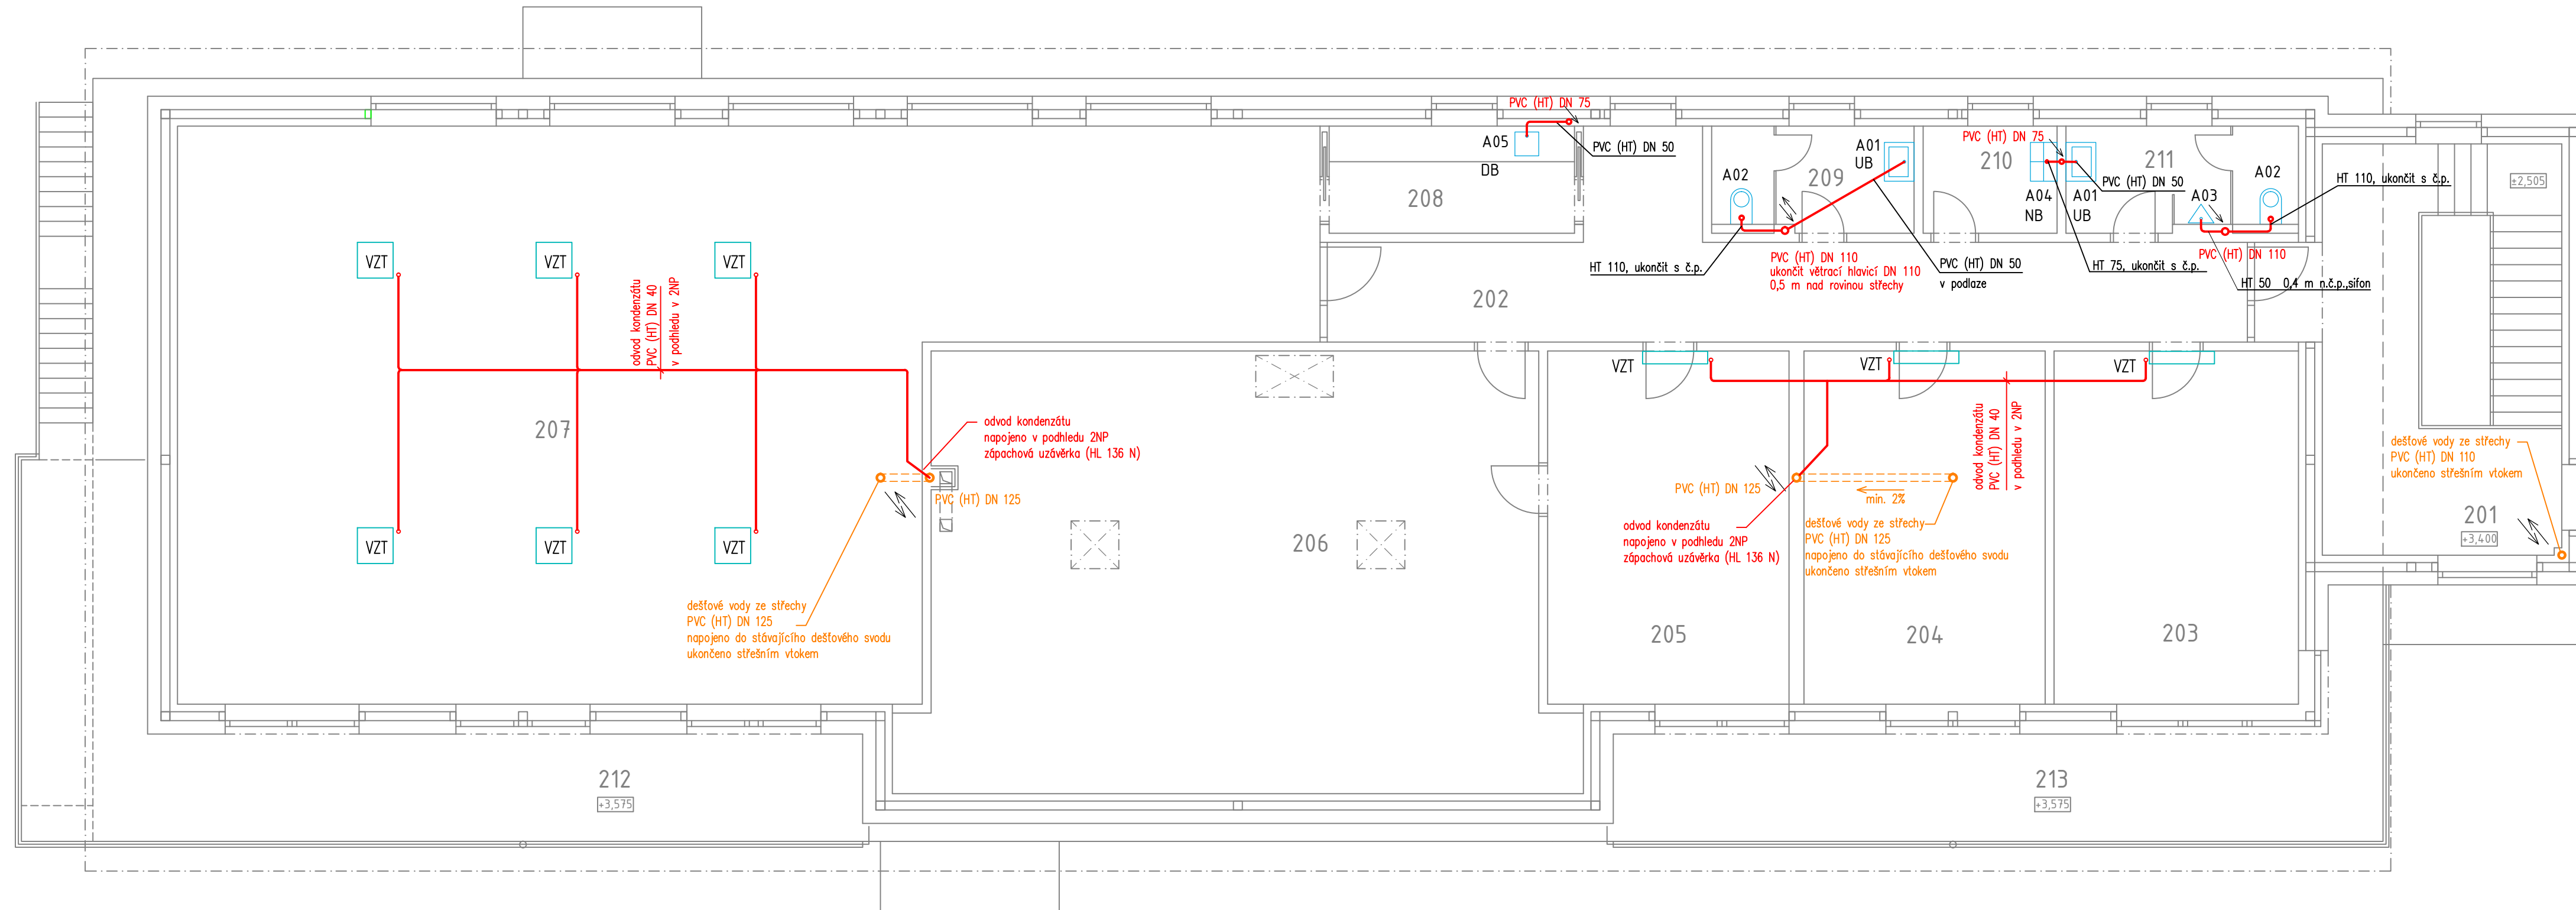 PVC (HT) DN 75
A05
DB
PVC (HT) DN 50
208
A02
209
A01
UB
210
PVC (HT) DN 75
A04
NB
A01
UB
211
PVC (HT) DN 50
A03
A02
HT 110, ukončit s č.p.
±2,505
HT 110, ukončit s č.p.
PVC (HT) DN 110
ukončit větrací hlavicí DN 110
0,5 m nad rovinou střechy
PVC (HT) DN 50
v podlaze
HT 75, ukončit s č.p.
PVC (HT) DN 110
HT 50 0,4 m n.č.p.,sifon
VZT
VZT
VZT
odvod kondenzátu
PVC (HT) DN 40
v podhledu v 2NP
202
VZT
VZT
VZT
207
odvod kondenzátu
napojeno v podhledu 2NP
zápachová uzávěrka (HL 136 N)
odvod kondenzátu
PVC (HT) DN 40
v podhledu v 2NP
dešťové vody ze střechy
PVC (HT) DN 110
ukončeno střešním vtokem
PVC (HT) DN 125
PVC (HT) DN 125
min. 2%
201
+3,400
VZT
VZT
VZT
206
odvod kondenzátu
napojeno v podhledu 2NP
zápachová uzávěrka (HL 136 N)
dešťové vody ze střechy
PVC (HT) DN 125
napojeno do stávajícího dešťového svodu
ukončeno střešním vtokem
dešťové vody ze střechy
PVC (HT) DN 125
napojeno do stávajícího dešťového svodu
ukončeno střešním vtokem
205
204
203
212
+3,575
213
+3,575